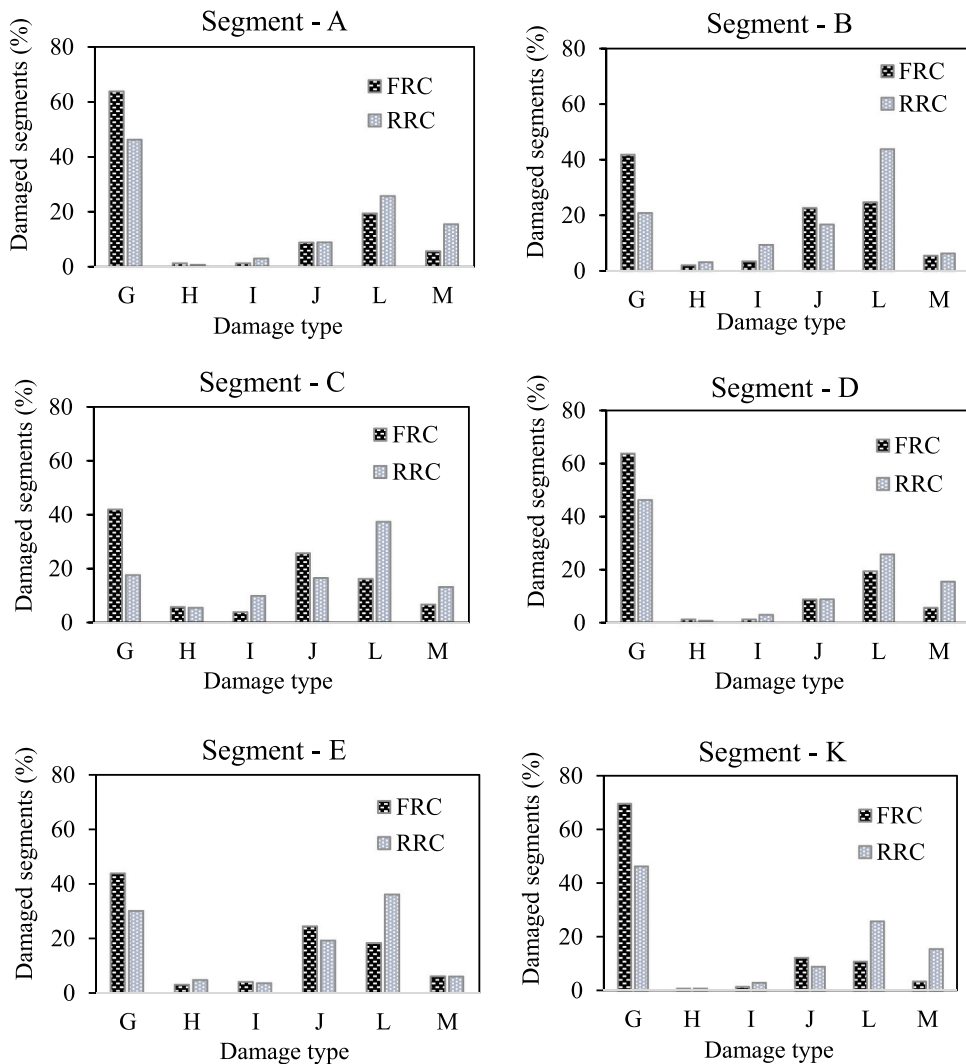 Segment - A
Damaged segments (%)
80
60
40
20
0
FRC
RRC
G H I J L M
Damage type
Segment - B
Damaged segments (%)
80
60
40
20
0
FRC
RRC
G H I J L M
Damage type
Segment - C
Damaged segments (%)
80
60
40
20
0
FRC
RRC
G H I J L M
Damage type
Segment - D
Damaged segments (%)
80
60
40
20
0
FRC
RRC
G H I J L M
Damage type
Segment - E
Damaged segments (%)
80
60
40
20
0
FRC
RRC
G H I J L M
Damage type
Segment - K
Damaged segments (%)
80
60
40
20
0
FRC
RRC
G H I J L M
Damage type